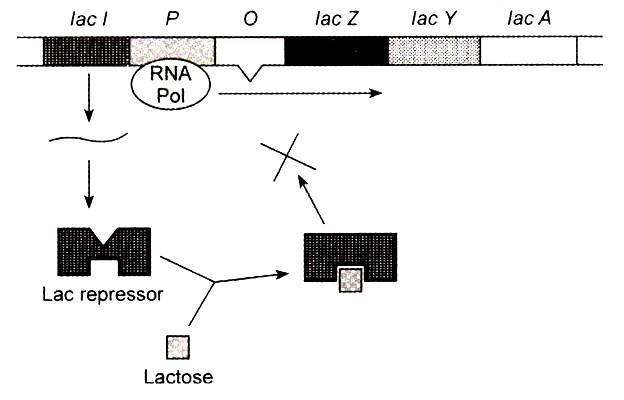 lac I P O lac Z lac Y lac A
RNA
Pol
Lac repressor
Lactose